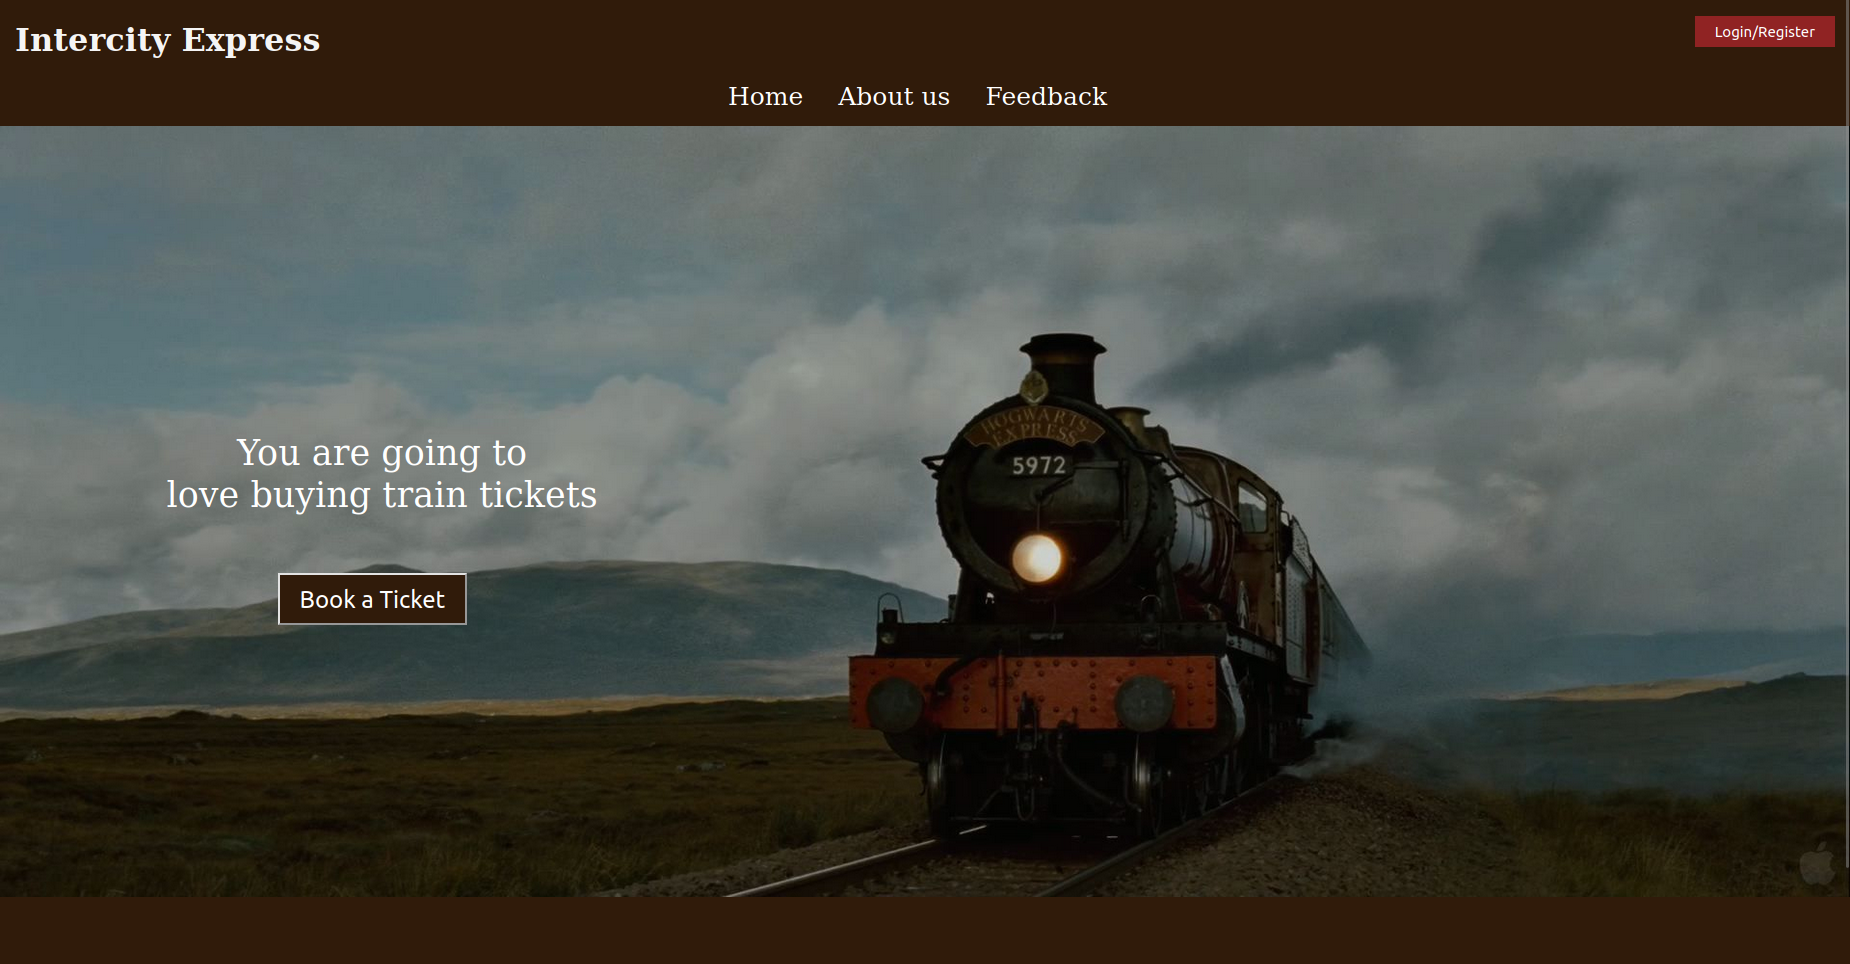 Intercity Express
Login/Register
Home About us Feedback
You are going to
love buying train tickets
Book a Ticket
HOGWARTS
EXPRESS
5972